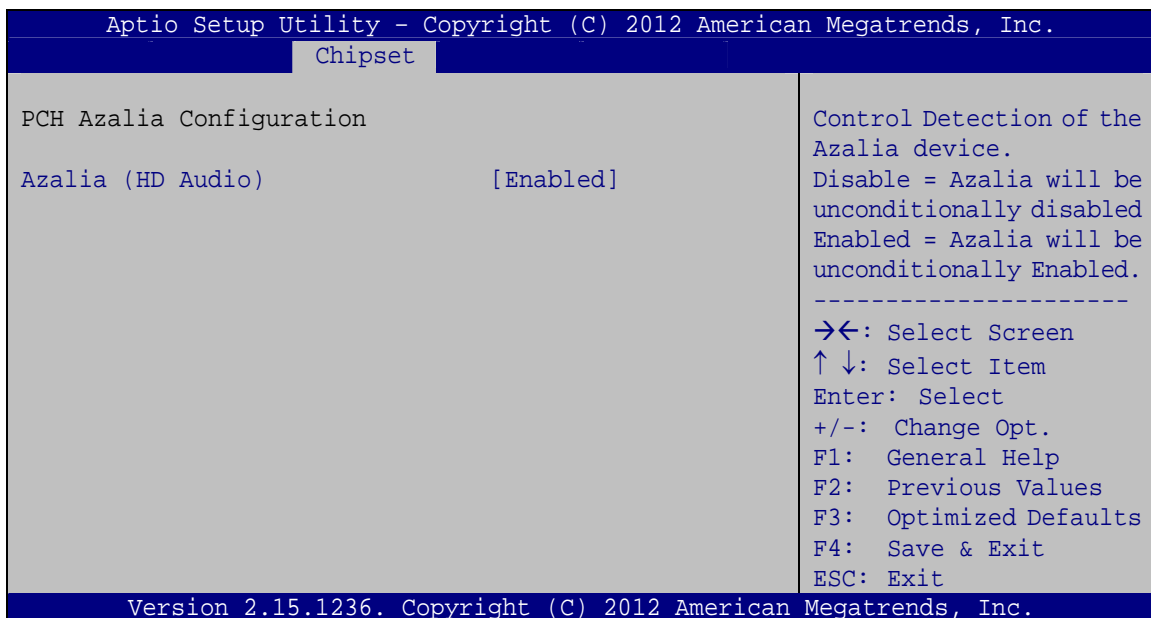 Aptio Setup Utility – Copyright (C) 2012 American Megatrends, Inc.
Chipset
PCH Azalia Configuration
Azalia (HD Audio) [Enabled]
Control Detection of the
Azalia device.
Disable = Azalia will be
unconditionally disabled
Enabled = Azalia will be
unconditionally Enabled.
----------------------
→←: Select Screen
↑ ↓: Select Item
Enter: Select
+/-: Change Opt.
F1: General Help
F2: Previous Values
F3: Optimized Defaults
F4: Save & Exit
ESC: Exit
Version 2.15.1236. Copyright (C) 2012 American Megatrends, Inc.